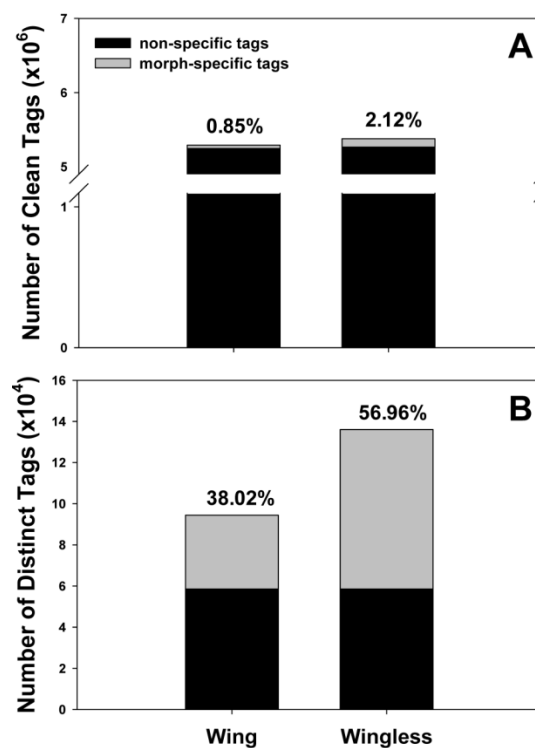 Number of Clean Tags (x10⁶)
7
6
5
1
0
non-specific tags
morph-specific tags
A
0.85%
2.12%
Number of Distinct Tags (x10⁴)
16
14
12
10
8
6
4
2
0
B
38.02%
56.96%
Wing
Wingless